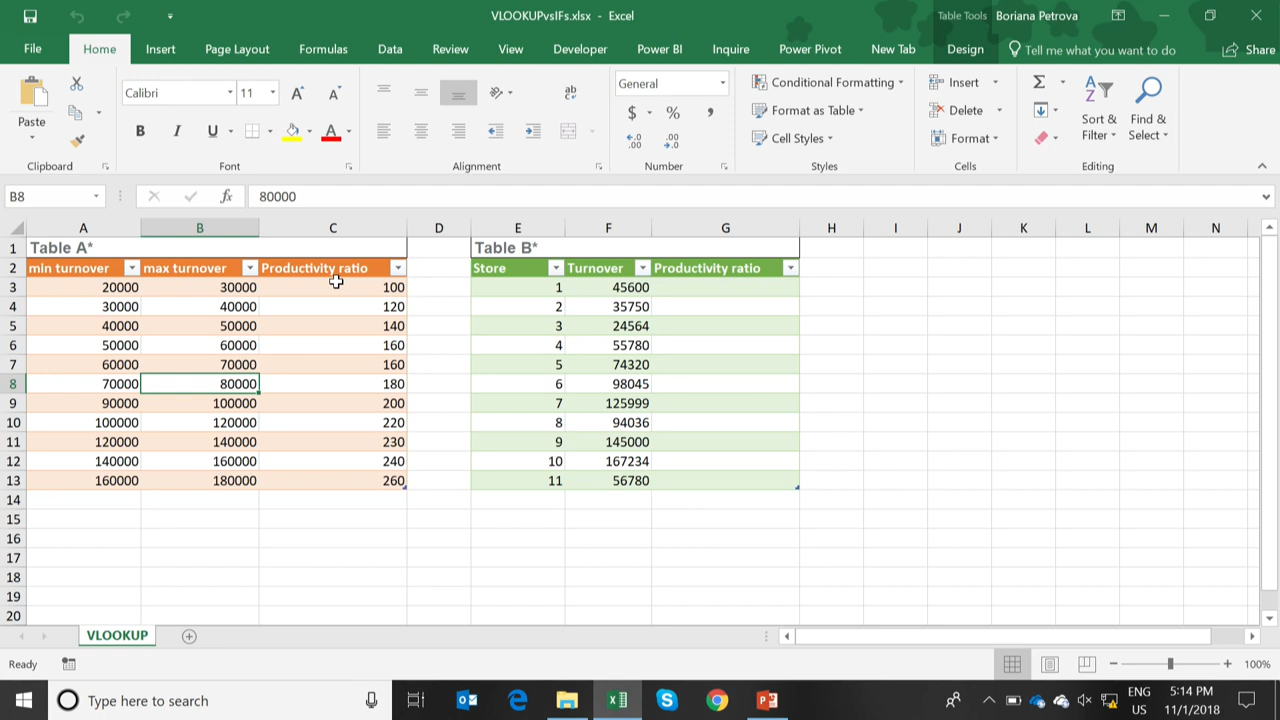 VLOOKUPvsIFs.xlsx - Excel
Table Tools
Boriana Petrova
File Home Insert Page Layout Formulas Data Review View Developer Power BI Inquire Power Pivot New Tab Design Tell me what you want to do Share
Paste
Calibri 11
General
Conditional Formatting
Format as Table
Cell Styles
Insert
Delete
Format
Sort & Filter
Find & Select
Clipboard Font Alignment Number Styles Cells Editing
B8 fx 80000
A B C D E F G H I J K L M N
1 Table A* Table B*
2 min turnover max turnover Productivity ratio Store Turnover Productivity ratio
3 20000 30000 100 1 45600
4 30000 40000 120 2 35750
5 40000 50000 140 3 24564
6 50000 60000 160 4 55780
7 60000 70000 160 5 74320
8 70000 80000 180 6 98045
9 90000 100000 200 7 125999
10 100000 120000 220 8 94036
11 120000 140000 230 9 145000
12 140000 160000 240 10 167234
13 160000 180000 260 11 56780
14
15
16
17
18
19
20
VLOOKUP
Ready 100%
Type here to search
ENG
US
5:14 PM
11/1/2018